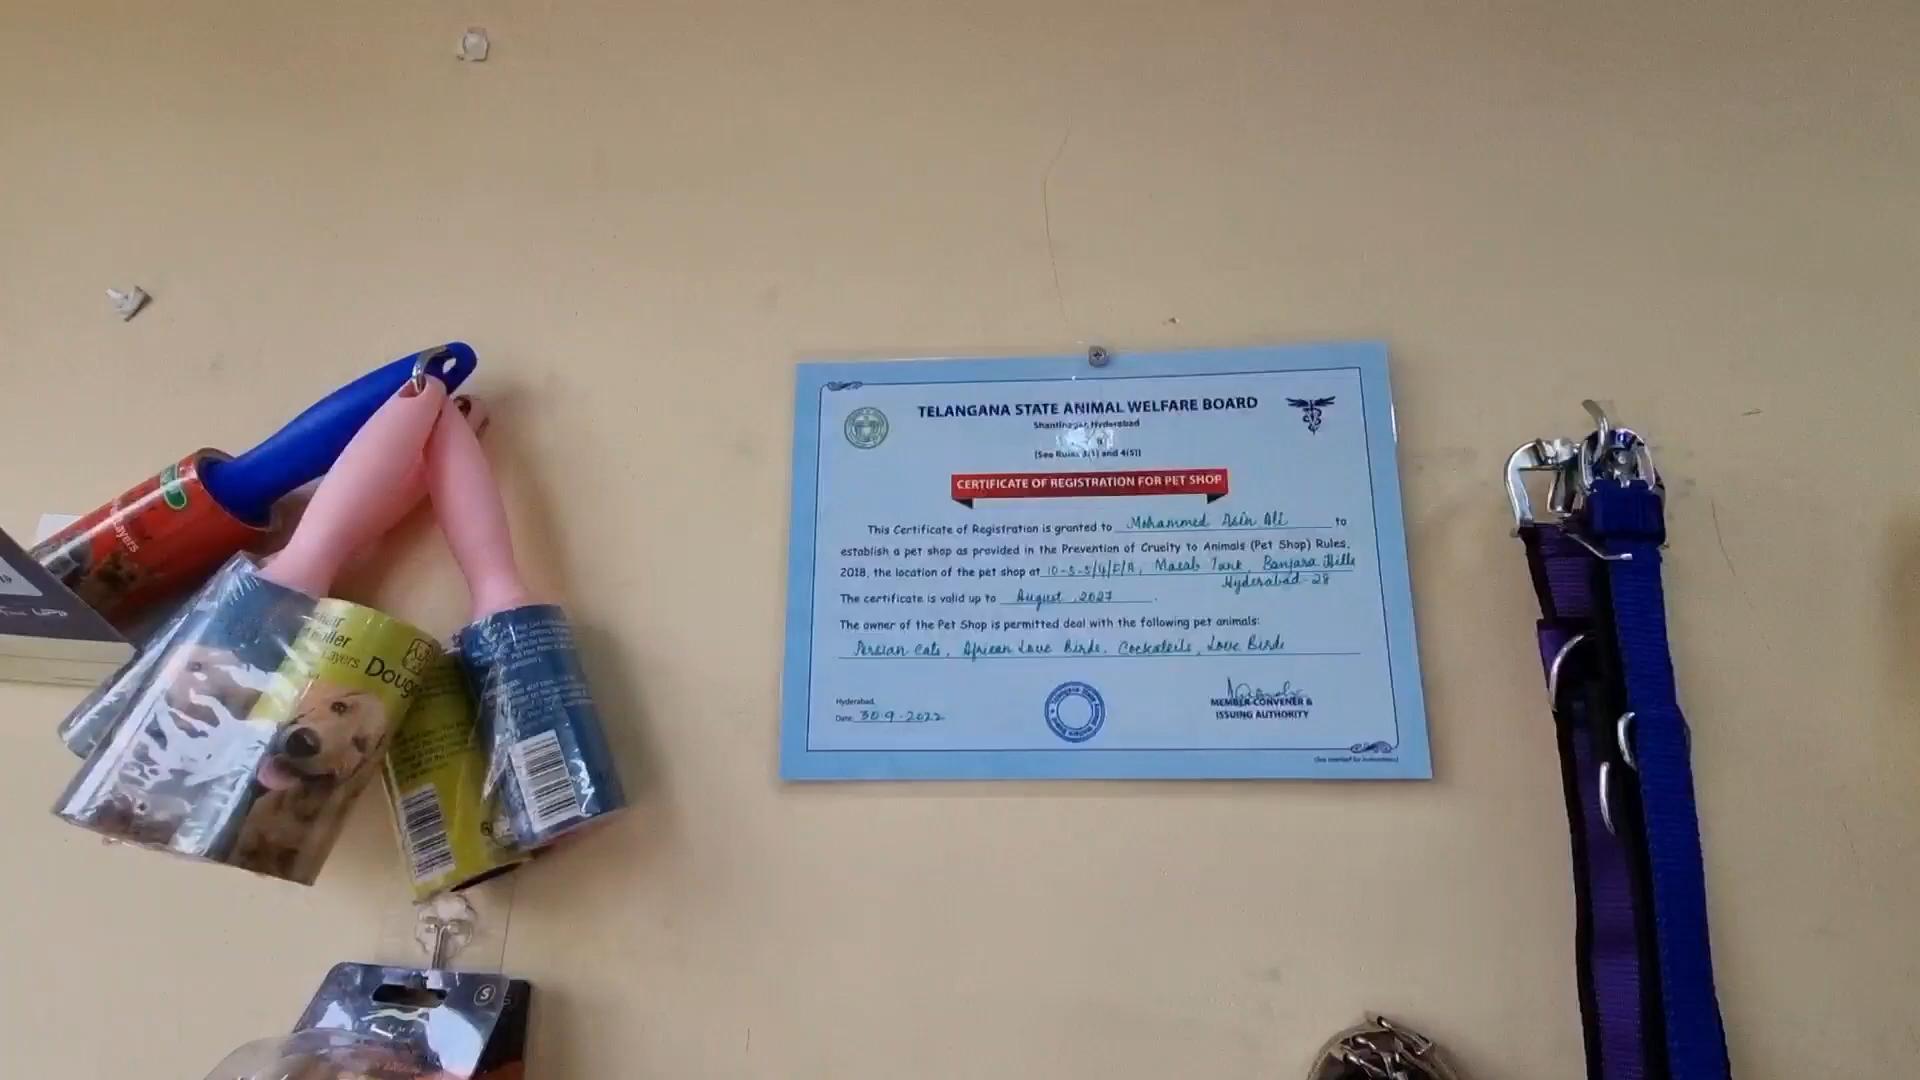 TELANGANA STATE ANIMAL WELFARE BOARD
Shantinagar, Hyderabad
(See Rules 3(1) and 4(5))
CERTIFICATE OF REGISTRATION FOR PET SHOP
This Certificate of Registration is granted to Mohammed Asin Ali to
establish a pet shop as provided in the Prevention of Cruelty to Animals (Pet Shop) Rules,
2018, the location of the pet shop at Masab Tank, Banjara Hills
Hyderabad-28
The certificate is valid up to August, 2027.
The owner of the Pet Shop is permitted deal with the following pet animals:
Persian Cats, African Love Birds, Cockateils, Love Birds
Hyderabad,
Date: 30.9.2022
MEMBER-CONVENER &
ISSUING AUTHORITY
Layers
hair
Roller
Layers
Doug
S